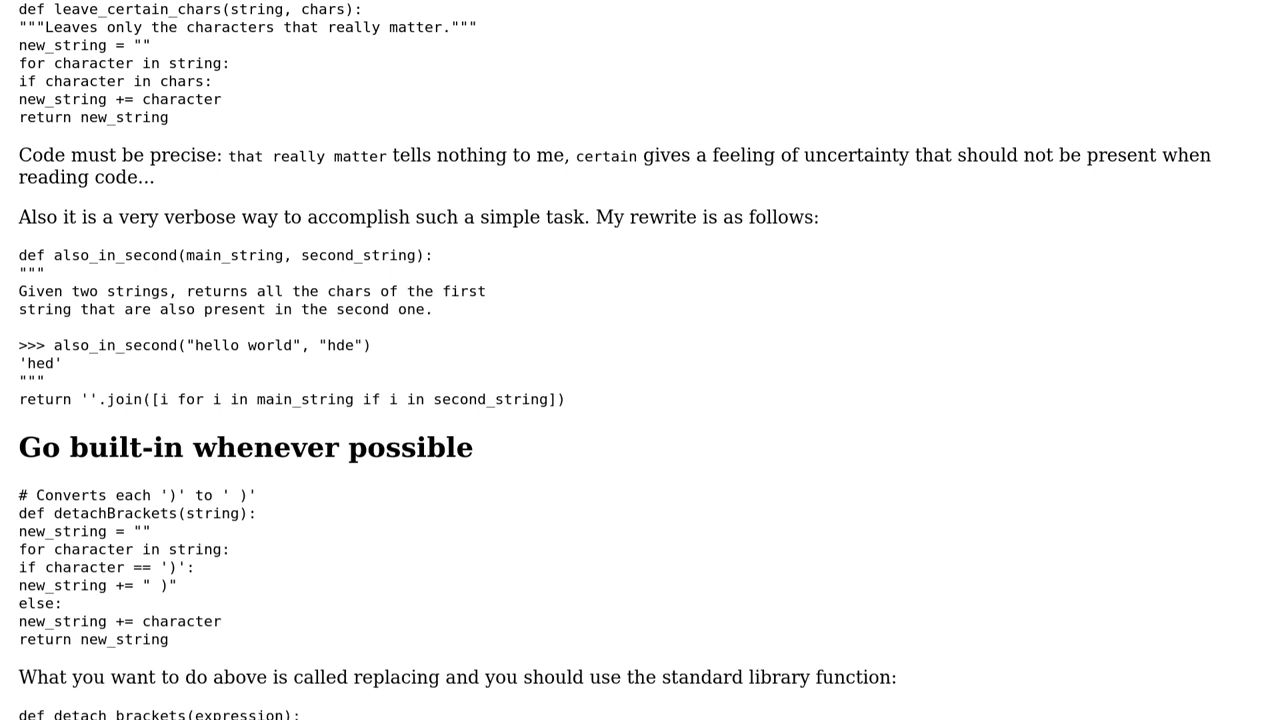 def leave_certain_chars(string, chars):
"""Leaves only the characters that really matter."""
new_string = ""
for character in string:
if character in chars:
new_string += character
return new_string
Code must be precise: that really matter tells nothing to me, certain gives a feeling of uncertainty that should not be present when
reading code...
Also it is a very verbose way to accomplish such a simple task. My rewrite is as follows:
def also_in_second(main_string, second_string):
"""
Given two strings, returns all the chars of the first
string that are also present in the second one.
>>> also_in_second("hello world", "hde")
'hed'
"""
return ''.join([i for i in main_string if i in second_string])
Go built-in whenever possible
# Converts each ')' to ' )'
def detachBrackets(string):
new_string = ""
for character in string:
if character == ')':
new_string += " )"
else:
new_string += character
return new_string
What you want to do above is called replacing and you should use the standard library function:
def detach_brackets(expression):